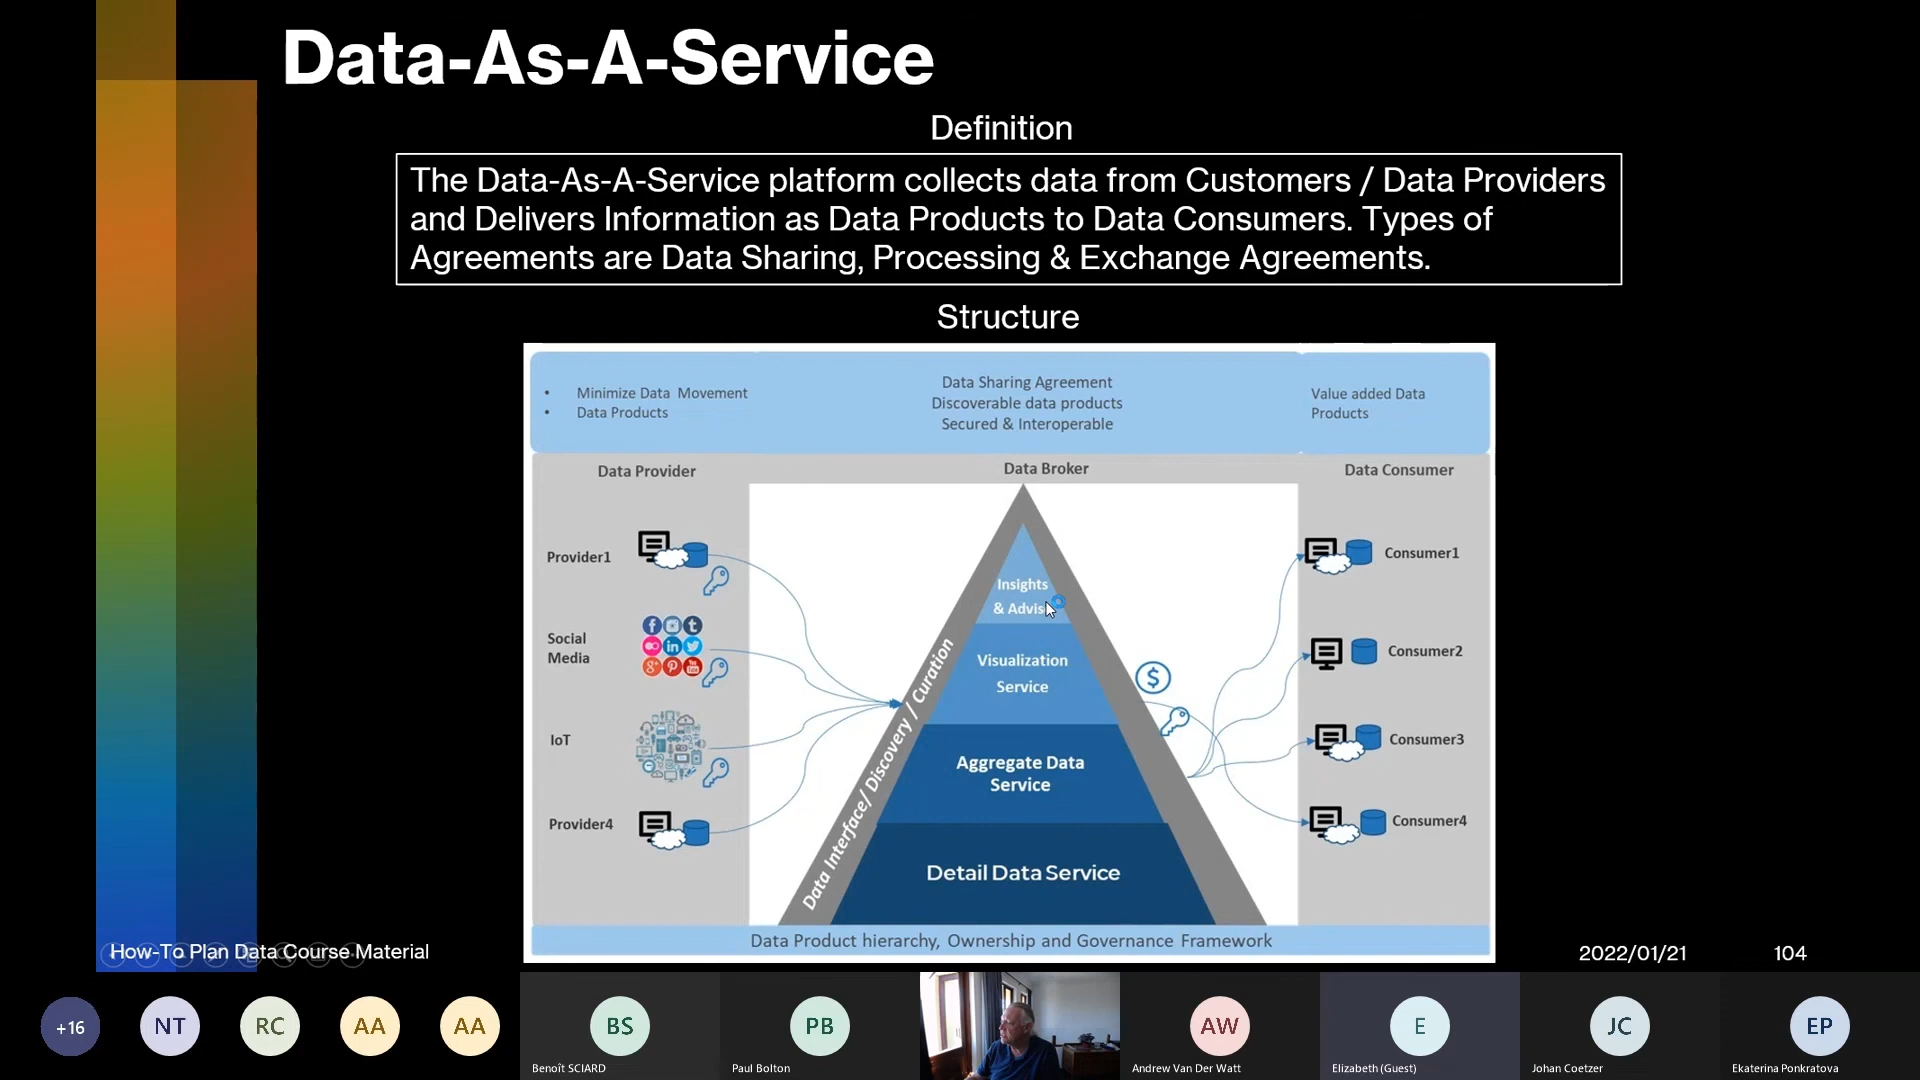 Data-As-A-Service
Definition
The Data-As-A-Service platform collects data from Customers / Data Providers
and Delivers Information as Data Products to Data Consumers. Types of
Agreements are Data Sharing, Processing & Exchange Agreements.
Structure
• Minimize Data Movement
• Data Products
Data Sharing Agreement
Discoverable data products
Secured & Interoperable
Value added Data
Products
Data Provider
Data Broker
Data Consumer
Provider1
Social
Media
IoT
Provider4
Data Interface/ Discovery / Curation
Insights
&
Visualization
Service
Aggregate Data
Service
Detail Data Service
$
Consumer1
Consumer2
Consumer3
Consumer4
Data Product hierarchy, Ownership and Governance Framework
How-To Plan Data Course Material
2022/01/21
104
+16
NT
RC
AA
AA
BS
Benoît SCIARD
PB
Paul Bolton
AW
Andrew Van Der Watt
E
Elizabeth (Guest)
JC
Johan Coetzer
EP
Ekaterina Ponkratova